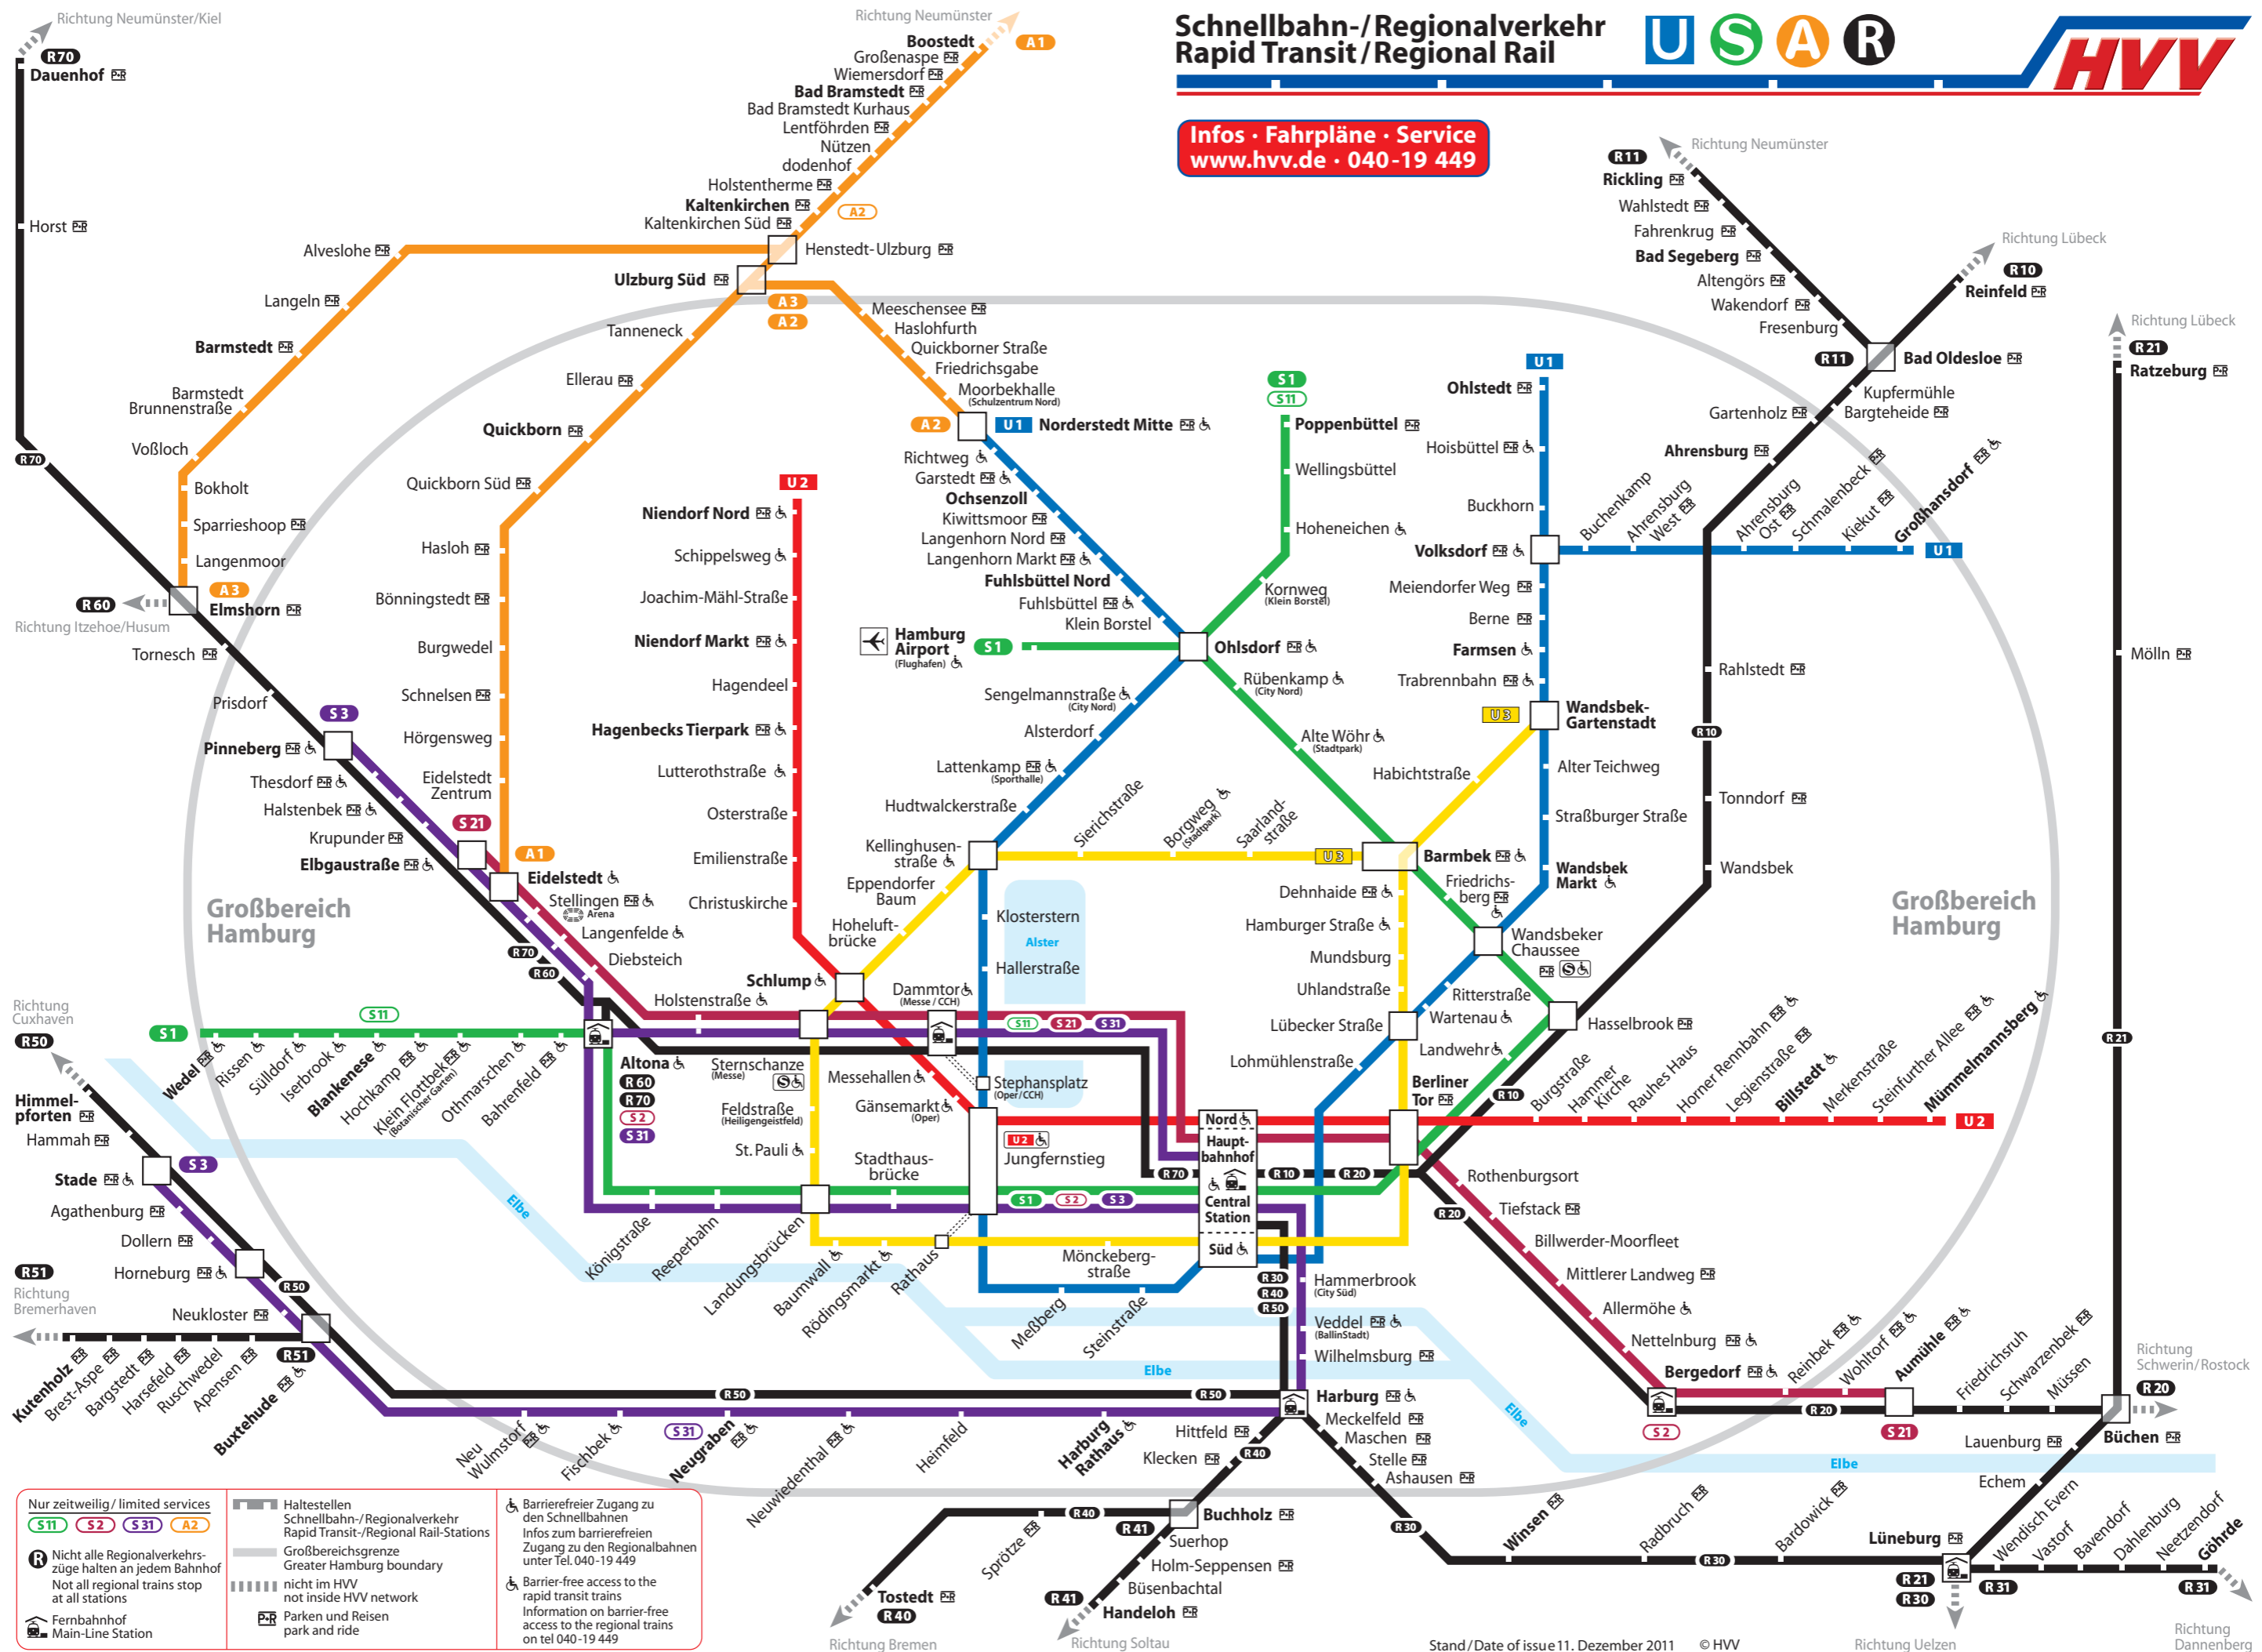 Schnellbahn-/Regionalverkehr
Rapid Transit/Regional Rail
U S A R
HVV
Infos · Fahrpläne · Service
www.hvv.de · 040-19 449
Richtung Neumünster/Kiel
R70
Dauenhof
Horst
R70
Richtung Neumünster
A1
Boostedt
Großenaspe
Wiemersdorf
Bad Bramstedt
Bad Bramstedt Kurhaus
Lentföhrden
Nützen
dodenhof
Holstentherme
Kaltenkirchen
A2
Kaltenkirchen Süd
Henstedt-Ulzburg
Ulzburg Süd
A3
A2
Alveslohe
Langeln
Barmstedt
Barmstedt
Brunnenstraße
Voßloch
Bokholt
Sparrieshoop
Langenmoor
A3
Elmshorn
R60
Richtung Itzehoe/Husum
Tornesch
Prisdorf
S3
Pinneberg
Thesdorf
Halstenbek
Krupunder
S21
Elbgaustraße
Tanneneck
Ellerau
Quickborn
Quickborn Süd
Hasloh
Bönningstedt
Burgwedel
Schnelsen
Hörgensweg
Eidelstedt
Zentrum
A1
Eidelstedt
Stellingen
Arena
Langenfelde
Diebsteich
R70
R60
Holstenstraße
Meeschensee
Haslohfurth
Quickborner Straße
Friedrichsgabe
Moorbekhalle
(Schulzentrum Nord)
A2
U1
Norderstedt Mitte
Richtweg
Garstedt
Ochsenzoll
Kiwittsmoor
Langenhorn Nord
Langenhorn Markt
Fuhlsbüttel Nord
Fuhlsbüttel
Klein Borstel
Hamburg
Airport
(Flughafen)
S1
Ohlsdorf
Sengelmannstraße
(City Nord)
Alsterdorf
Lattenkamp
(Sporthalle)
Hudtwalckerstraße
Kellinghusen-
straße
Eppendorfer
Baum
Hoheluft-
brücke
Schlump
U2
Niendorf Nord
Schippelsweg
Joachim-Mähl-Straße
Niendorf Markt
Hagendeel
Hagenbecks Tierpark
Lutterothstraße
Osterstraße
Emilienstraße
Christuskirche
S1
S11
Poppenbüttel
Wellingsbüttel
Hoheneichen
Kornweg
(Klein Borstel)
Rübenkamp
(City Nord)
Alte Wöhr
(Stadtpark)
Sierichstraße
Borgweg
(Stadtpark)
Saarland-
straße
U3
Barmbek
Habichtstraße
U3
Wandsbek-
Gartenstadt
U1
Ohlstedt
Hoisbüttel
Buckhorn
Volksdorf
Meiendorfer Weg
Berne
Farmsen
Trabrennbahn
Alter Teichweg
Straßburger Straße
Wandsbek
Markt
Buchenkamp
Ahrensburg
West
Ahrensburg
Ost
Schmalenbeck
Kiekut
Großhansdorf
U1
R11
Richtung Neumünster
Rickling
Wahlstedt
Fahrenkrug
Bad Segeberg
Altengörs
Wakendorf
Fresenburg
R11
Bad Oldesloe
Richtung Lübeck
R10
Reinfeld
Kupfermühle
Bargteheide
Gartenholz
Ahrensburg
Rahlstedt
R10
Tonndorf
Wandsbek
Richtung Lübeck
R21
Ratzeburg
Mölln
R21
Großbereich
Hamburg
Großbereich
Hamburg
Dehnhaide
Hamburger Straße
Mundsburg
Uhlandstraße
Lübecker Straße
Lohmühlenstraße
Friedrichs-
berg
Wandsbeker
Chaussee
Ritterstraße
Wartenau
Landwehr
Hasselbrook
Berliner
Tor
R10
Klosterstern
Alster
Hallerstraße
Dammtor
(Messe / CCH)
S11 S21 S31
Stephansplatz
(Oper/CCH)
Sternschanze
(Messe)
Messehallen
Gänsemarkt
(Oper)
Feldstraße
(Heiligengeistfeld)
St. Pauli
Stadthaus-
brücke
U2
Jungfernstieg
S1 S2 S3
Nord
Haupt-
bahnhof
Central
Station
Süd
R70
R10
R20
Burgstraße
Hammer
Kirche
Rauhes Haus
Horner Rennbahn
Legienstraße
Billstedt
Merkenstraße
Steinfurther Allee
Mümmelmannsberg
U2
Richtung
Cuxhaven
R50
S1
S11
Wedel
Rissen
Sülldorf
Iserbrook
Blankenese
Hochkamp
Klein Flottbek
(Botanischer Garten)
Othmarschen
Bahrenfeld
Altona
R60
R70
S2
S31
Königstraße
Reeperbahn
Landungsbrücken
Baumwall
Rödingsmarkt
Rathaus
Mönckeberg-
straße
Meßberg
Steinstraße
Elbe
Himmel-
pforten
Hammah
Stade
S3
Agathenburg
Dollern
Horneburg
Neukloster
R50
R51
Richtung
Bremerhaven
R51
Kutenholz
Brest-Aspe
Bargstedt
Harsefeld
Ruschwedel
Apensen
Buxtehude
R50
R50
Neu
Wulmstorf
Fischbek
S31
Neugraben
Neuwiedenthal
Heimfeld
Harburg
Rathaus
R30
R40
R50
Hammerbrook
(City Süd)
Veddel
(BallinStadt)
Wilhelmsburg
Elbe
Harburg
Meckelfeld
Maschen
Stelle
Ashausen
Hittfeld
Klecken
R40
Buchholz
R40
R41
Sprötze
Tostedt
R40
Richtung Bremen
Suerhop
Holm-Seppensen
Büsenbachtal
R41
Handeloh
Richtung Soltau
R30
Winsen
Radbruch
R30
Bardowick
Lüneburg
R21
R30
Richtung Uelzen
R20
Rothenburgsort
Tiefstack
Billwerder-Moorfleet
Mittlerer Landweg
Allermöhe
Nettelnburg
Bergedorf
S2
Reinbek
Wohltorf
Aumühle
R20
S21
Friedrichsruh
Schwarzenbek
Müssen
Richtung
Schwerin/Rostock
R20
Büchen
Elbe
Elbe
Lauenburg
Echem
Wendisch Evern
Vastorf
Bavendorf
Dahlenburg
Neetzendorf
Göhrde
R31
R31
Richtung
Dannenberg
Nur zeitweilig / limited services
S11 S2 S31 A2
R Nicht alle Regionalverkehrs-
züge halten an jedem Bahnhof
Not all regional trains stop
at all stations
Fernbahnhof
Main-Line Station
Haltestellen
Schnellbahn-/Regionalverkehr
Rapid Transit-/Regional Rail-Stations
Großbereichsgrenze
Greater Hamburg boundary
nicht im HVV
not inside HVV network
P+R Parken und Reisen
park and ride
Barrierefreier Zugang zu
den Schnellbahnen
Infos zum barrierefreien
Zugang zu den Regionalbahnen
unter Tel. 040-19 449
Barrier-free access to the
rapid transit trains
Information on barrier-free
access to the regional trains
on tel 040-19 449
Stand/Date of issue 11. Dezember 2011 © HVV